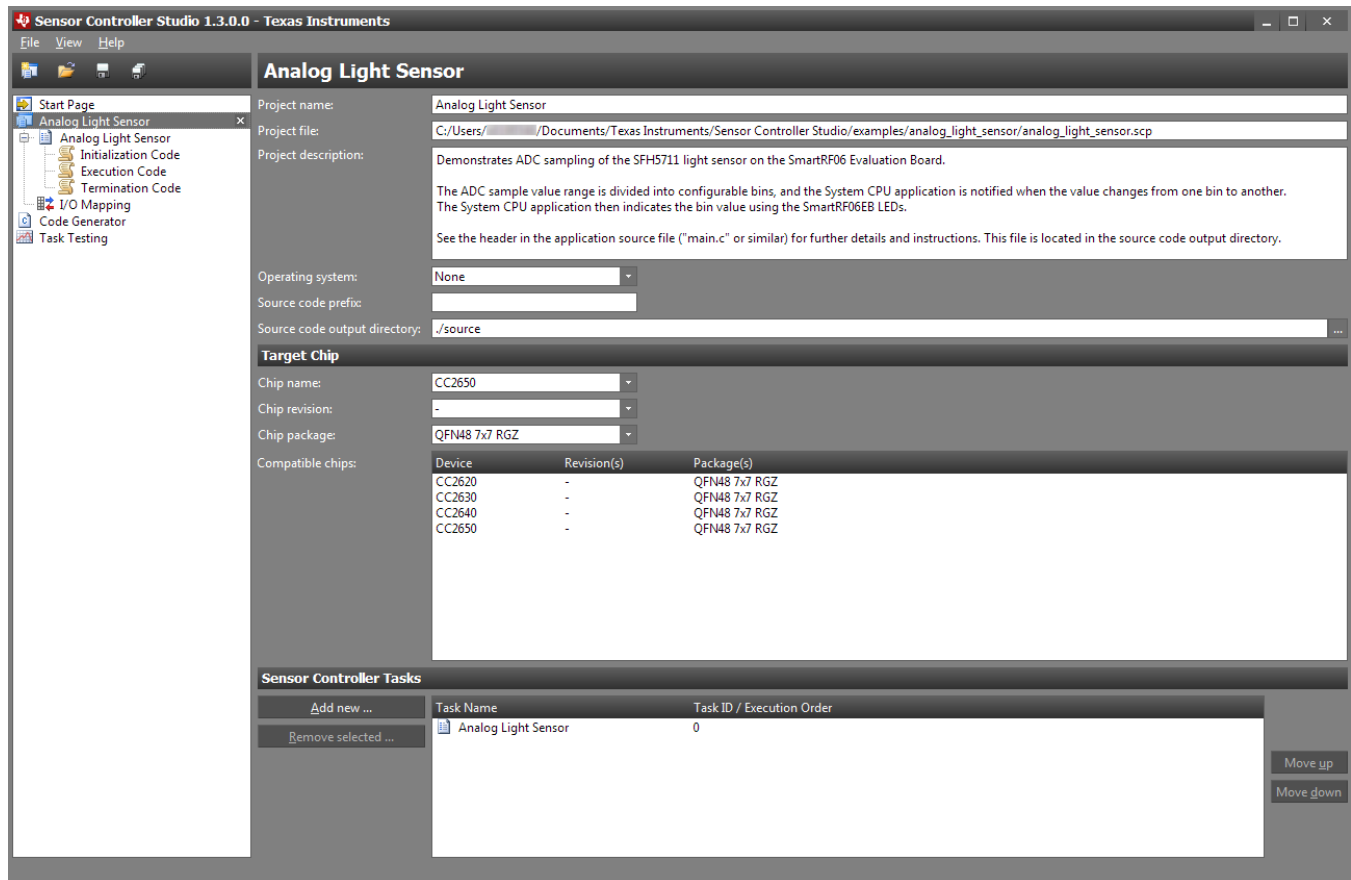 Sensor Controller Studio 1.3.0.0 - Texas Instruments
File View Help
Analog Light Sensor
Start Page
Analog Light Sensor
Analog Light Sensor
Initialization Code
Execution Code
Termination Code
I/O Mapping
Code Generator
Task Testing
Project name: Analog Light Sensor
Project file: C:/Users/ /Documents/Texas Instruments/Sensor Controller Studio/examples/analog_light_sensor/analog_light_sensor.scp
Project description: Demonstrates ADC sampling of the SFH5711 light sensor on the SmartRF06 Evaluation Board.
The ADC sample value range is divided into configurable bins, and the System CPU application is notified when the value changes from one bin to another.
The System CPU application then indicates the bin value using the SmartRF06EB LEDs.
See the header in the application source file ("main.c" or similar) for further details and instructions. This file is located in the source code output directory.
Operating system: None
Source code prefix:
Source code output directory: ./source ...
Target Chip
Chip name: CC2650
Chip revision: -
Chip package: QFN48 7x7 RGZ
Compatible chips: Device Revision(s) Package(s)
CC2620 - QFN48 7x7 RGZ
CC2630 - QFN48 7x7 RGZ
CC2640 - QFN48 7x7 RGZ
CC2650 - QFN48 7x7 RGZ
Sensor Controller Tasks
Add new ... Task Name Task ID / Execution Order
Analog Light Sensor 0
Remove selected ...
Move up
Move down